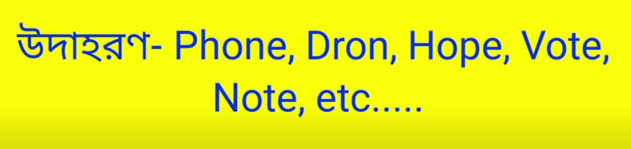 উদাহরণ- Phone, Dron, Hope, Vote,
Note, etc.....